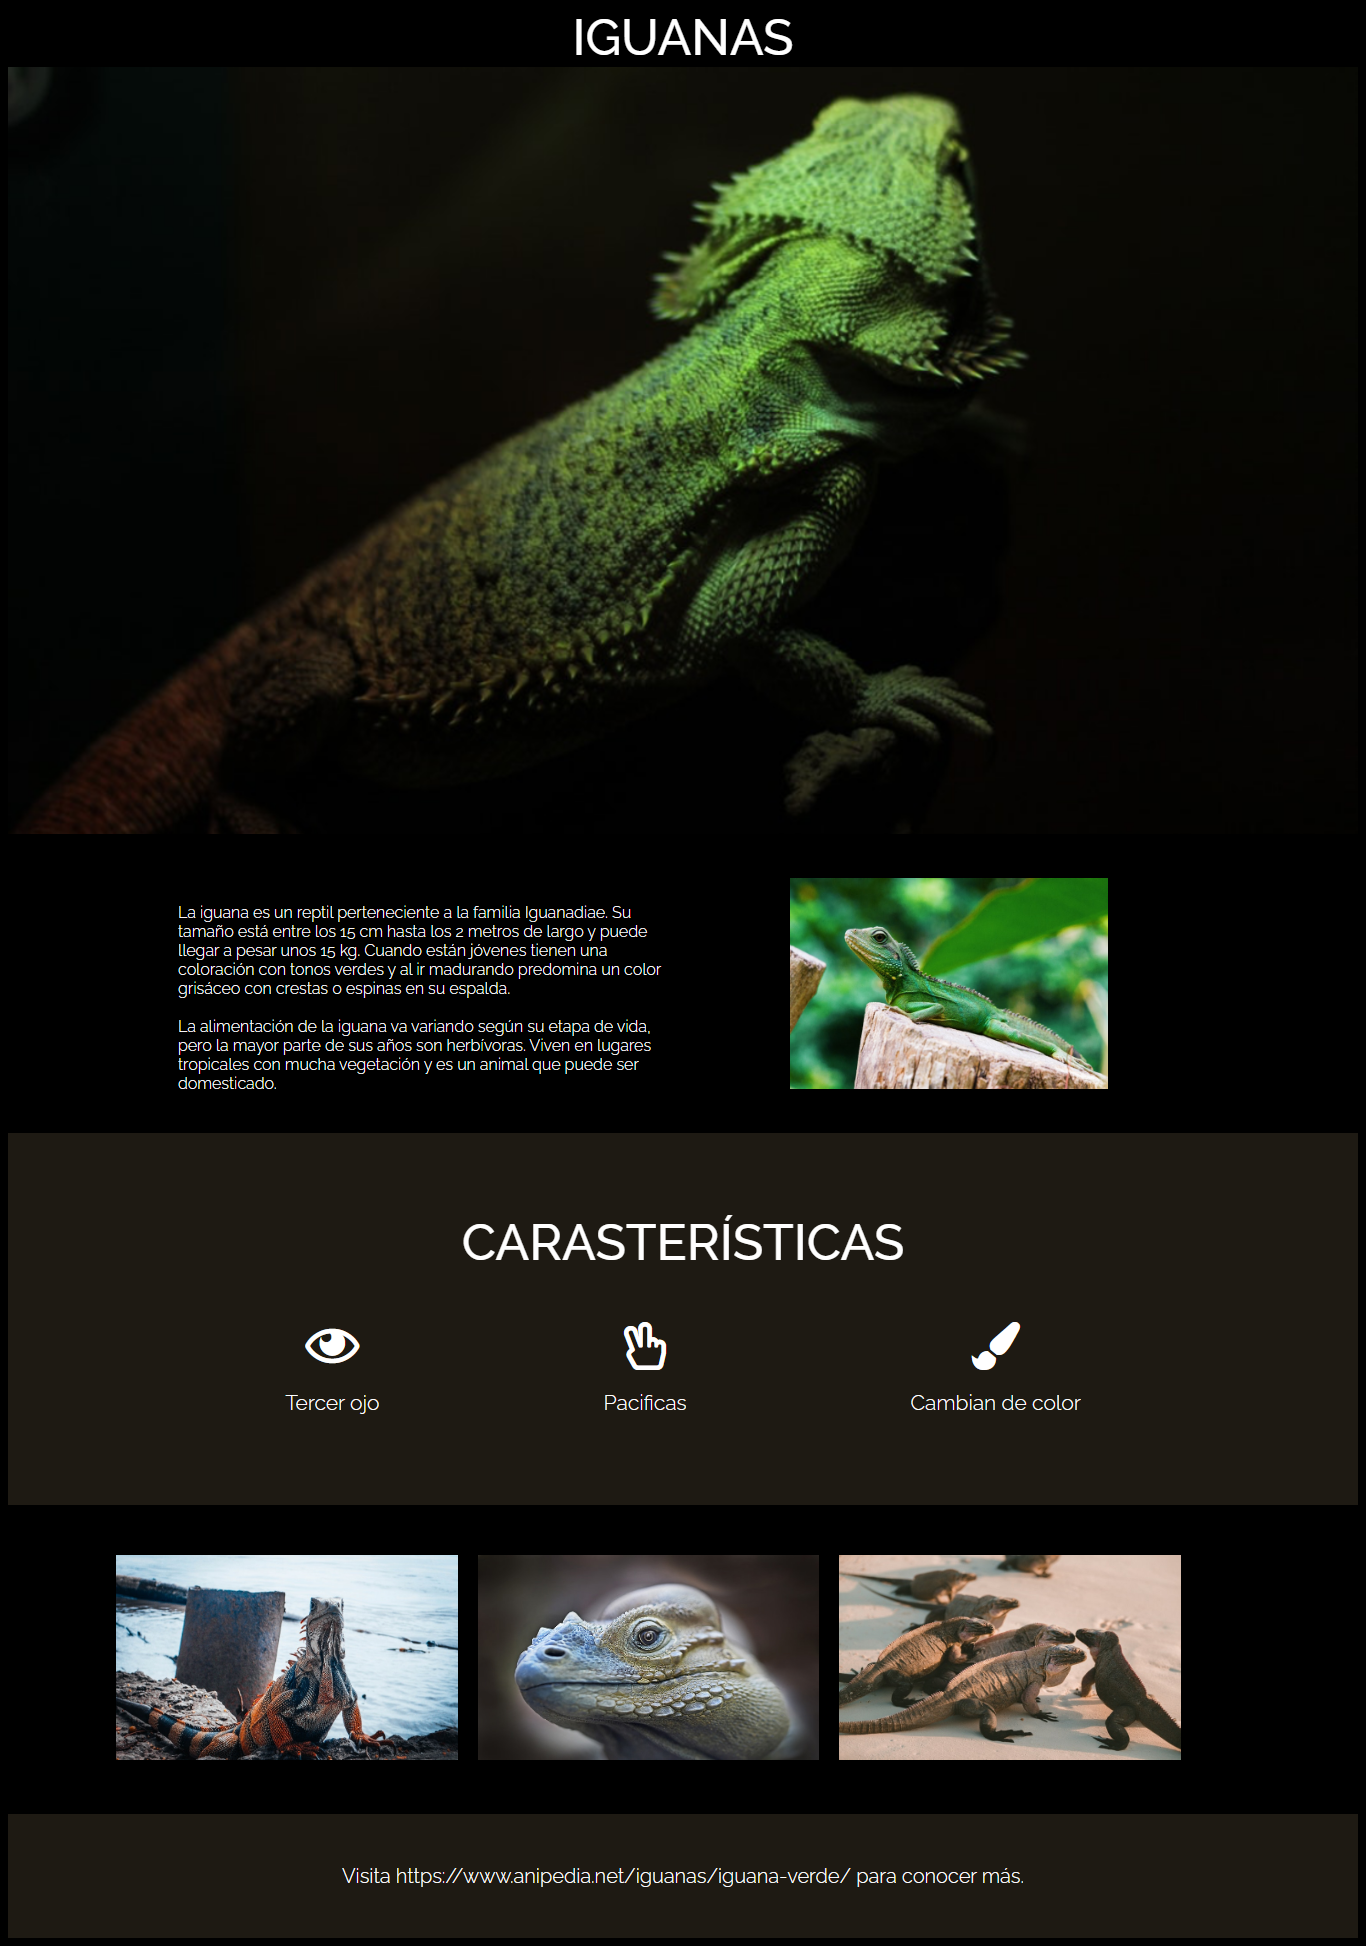 IGUANAS
La iguana es un reptil perteneciente a la familia Iguanadiae. Su
tamaño está entre los 15 cm hasta los 2 metros de largo y puede
llegar a pesar unos 15 kg. Cuando están jóvenes tienen una
coloración con tonos verdes y al ir madurando predomina un color
grisáceo con crestas o espinas en su espalda.
La alimentación de la iguana va variando según su etapa de vida,
pero la mayor parte de sus años son herbívoras. Viven en lugares
tropicales con mucha vegetación y es un animal que puede ser
domesticado.
CARASTERÍSTICAS
Tercer ojo
Pacificas
Cambian de color
Visita https://www.anipedia.net/iguanas/iguana-verde/ para conocer más.